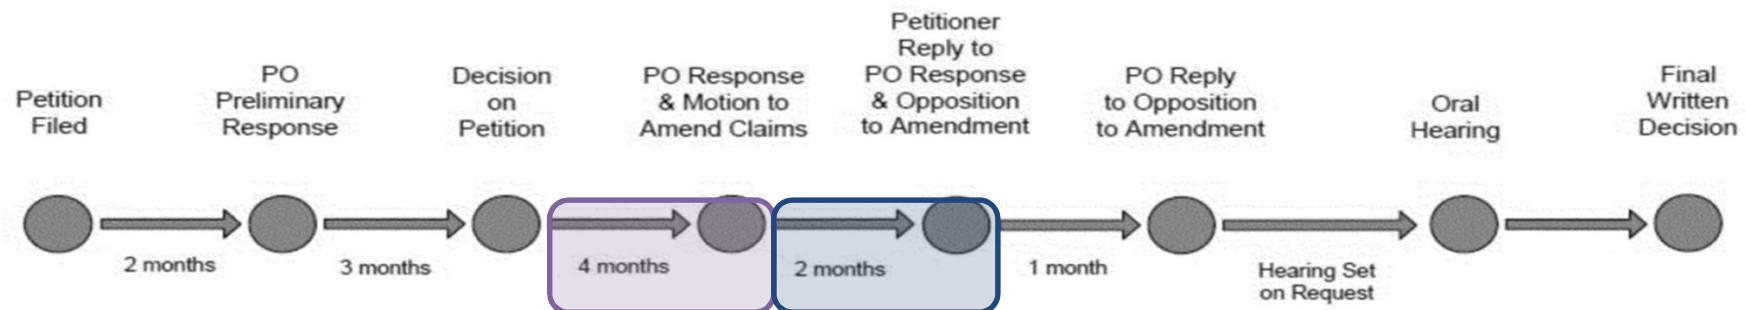 Petition
Filed
PO
Preliminary
Response
Decision
on
Petition
PO Response
& Motion to
Amend Claims
Petitioner
Reply to
PO Response
& Opposition
to Amendment
PO Reply
to Opposition
to Amendment
Oral
Hearing
Final
Written
Decision
2 months
3 months
4 months
2 months
1 month
Hearing Set
on Request